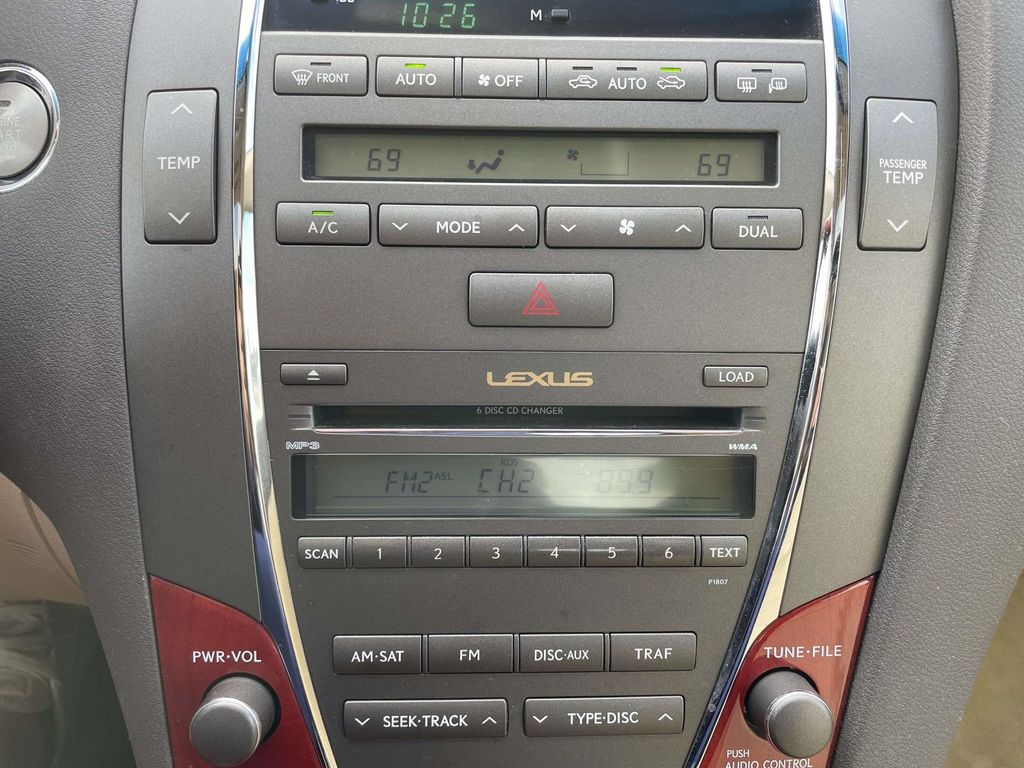 10:26
M
FRONT AUTO OFF AUTO
START
TEMP
69 69
PASSENGER
TEMP
A/C MODE DUAL
LEXUS
LOAD
6 DISC CD CHANGER
MP3 WMA
RDS
FM2 ASL CH2 89.9
SCAN 1 2 3 4 5 6 TEXT
P1807
AM•SAT FM DISC•AUX TRAF
PWR•VOL
TUNE•FILE
SEEK•TRACK TYPE•DISC
PUSH
AUDIO CONTROL